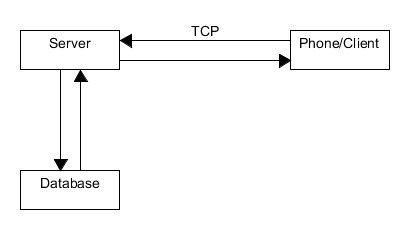 TCP
Server
Phone/Client
Database